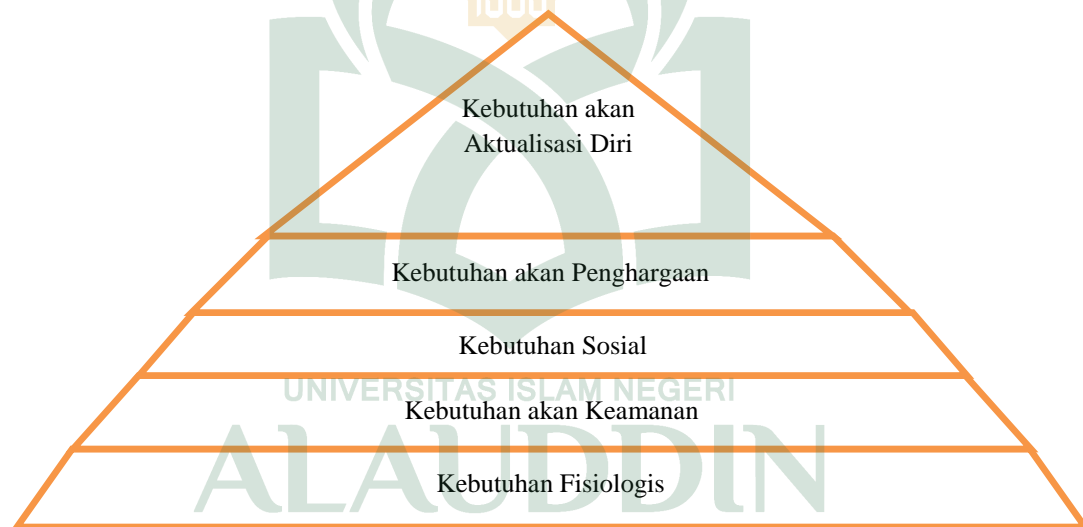 Kebutuhan akan
Aktualisasi Diri
Kebutuhan akan Penghargaan
Kebutuhan Sosial
UNIVERSITAS ISLAM NEGERI
Kebutuhan akan Keamanan
ALAUDDIN
Kebutuhan Fisiologis